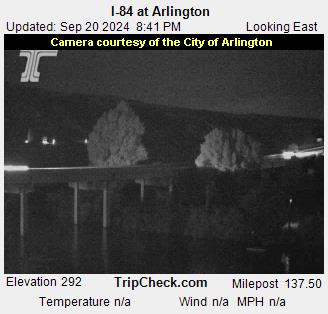 I-84 at Arlington
Updated: Sep 20 2024 8:41 PM Looking East
Camera courtesy of the City of Arlington
Elevation 292 TripCheck.com Milepost 137.50
Temperature n/a Wind n/a MPH n/a